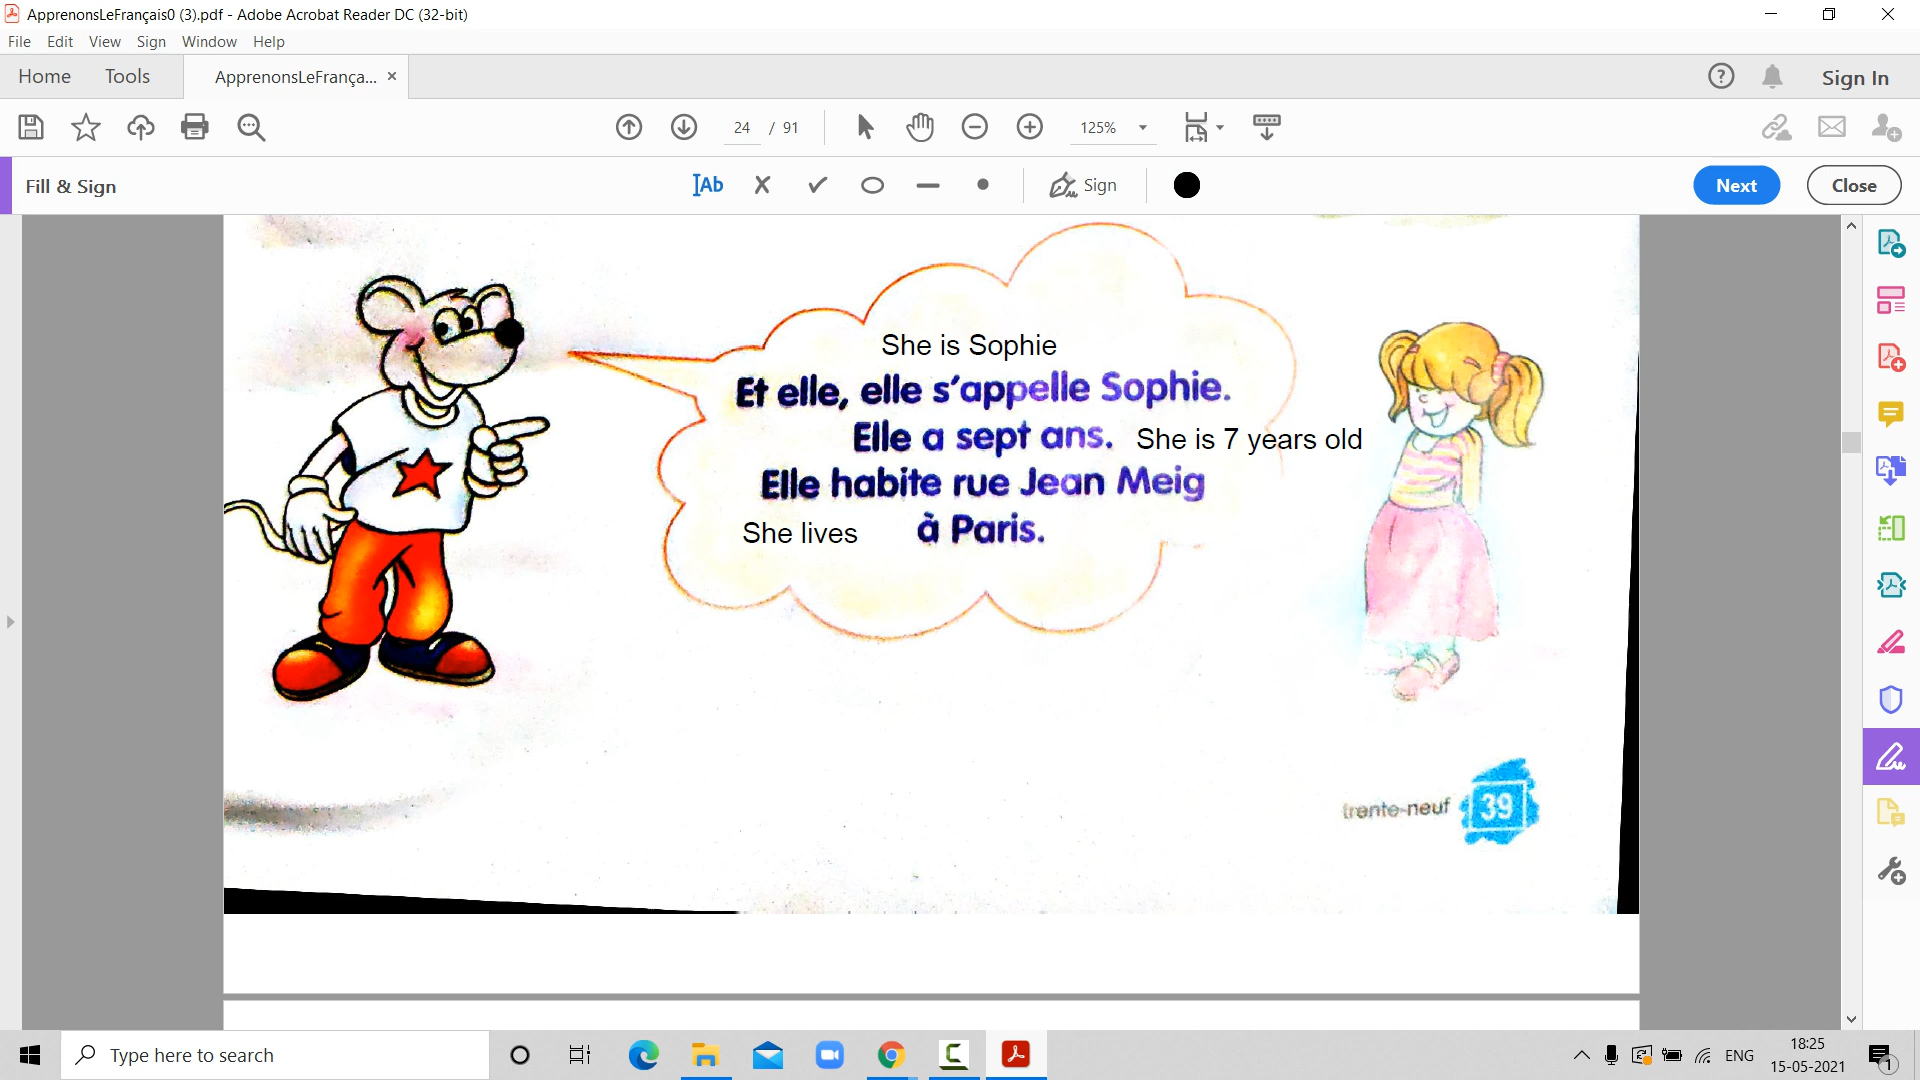 ApprenonsLeFrançais0 (3).pdf - Adobe Acrobat Reader DC (32-bit)
File Edit View Sign Window Help
Home Tools ApprenonsLeFrança... × Sign In
24 / 91 125%
Fill & Sign Ab Sign Next Close
She is Sophie
Et elle, elle s'appelle Sophie.
Elle a sept ans. She is 7 years old
Elle habite rue Jean Meig
She lives à Paris.
trente-neuf 39
Type here to search
ENG
18:25
15-05-2021
1